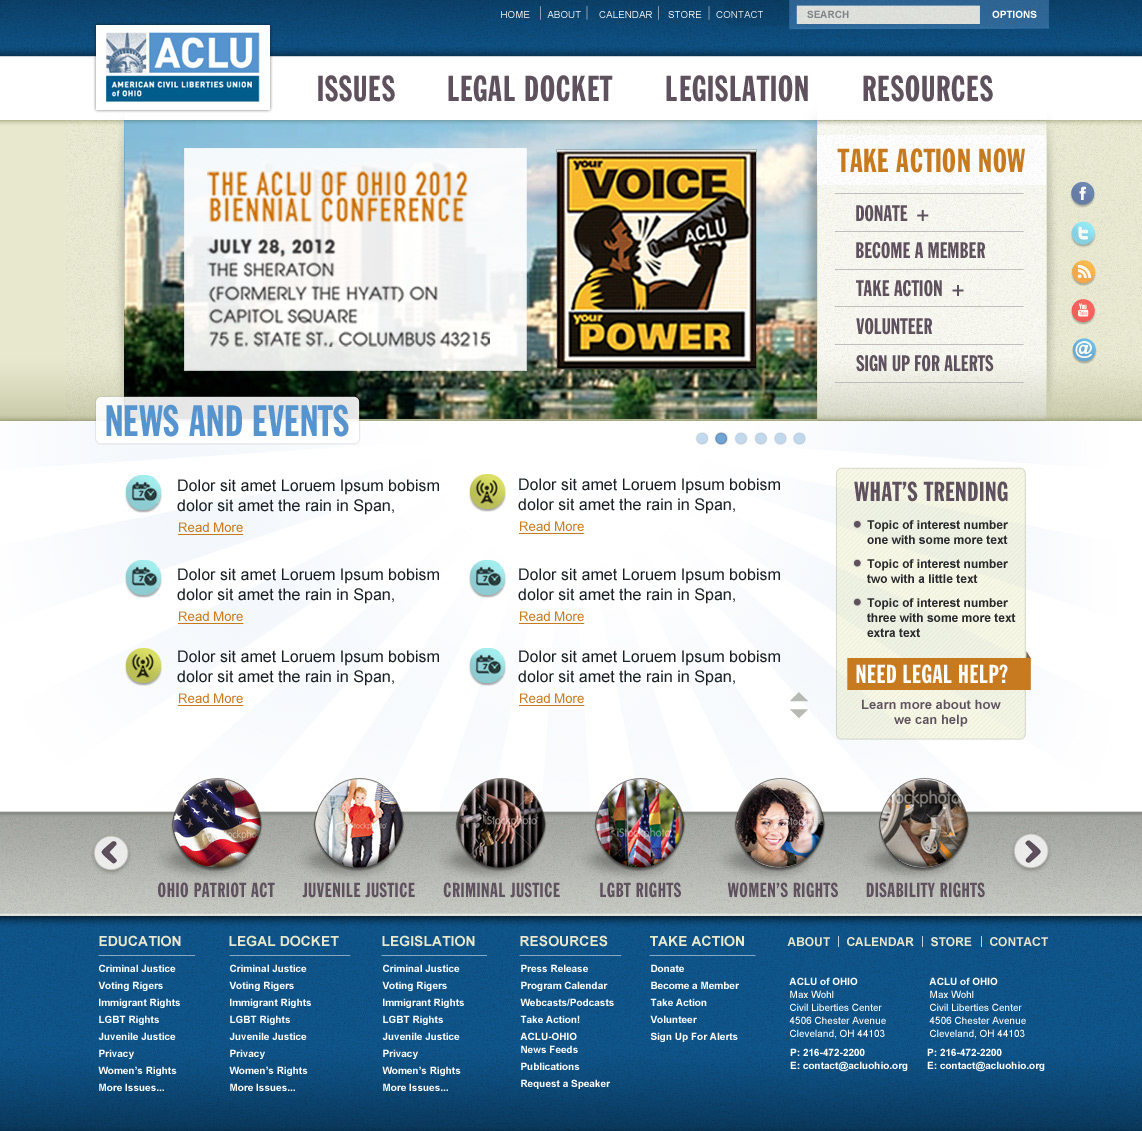 HOME
ABOUT
CALENDAR
STORE
CONTACT
SEARCH
OPTIONS
ACLU
AMERICAN CIVIL LIBERTIES UNION
of OHIO
ISSUES
LEGAL DOCKET
LEGISLATION
RESOURCES
THE ACLU OF OHIO 2012
BIENNIAL CONFERENCE
JULY 28, 2012
THE SHERATON
(FORMERLY THE HYATT) ON
CAPITOL SQUARE
75 E. STATE ST., COLUMBUS 43215
your
VOICE
ACLU
your
POWER
TAKE ACTION NOW
DONATE +
BECOME A MEMBER
TAKE ACTION +
VOLUNTEER
SIGN UP FOR ALERTS
f
t
You
@
NEWS AND EVENTS
7
Dolor sit amet Loruem Ipsum bobism
dolor sit amet the rain in Span,
Read More
Dolor sit amet Loruem Ipsum bobism
dolor sit amet the rain in Span,
Read More
7
Dolor sit amet Loruem Ipsum bobism
dolor sit amet the rain in Span,
Read More
7
Dolor sit amet Loruem Ipsum bobism
dolor sit amet the rain in Span,
Read More
Dolor sit amet Loruem Ipsum bobism
dolor sit amet the rain in Span,
Read More
7
Dolor sit amet Loruem Ipsum bobism
dolor sit amet the rain in Span,
Read More
WHAT'S TRENDING
Topic of interest number
one with some more text
Topic of interest number
two with a little text
Topic of interest number
three with some more text
extra text
NEED LEGAL HELP?
Learn more about how
we can help
OHIO PATRIOT ACT
JUVENILE JUSTICE
CRIMINAL JUSTICE
LGBT RIGHTS
WOMEN'S RIGHTS
DISABILITY RIGHTS
EDUCATION
Criminal Justice
Voting Rigers
Immigrant Rights
LGBT Rights
Juvenile Justice
Privacy
Women's Rights
More Issues...
LEGAL DOCKET
Criminal Justice
Voting Rigers
Immigrant Rights
LGBT Rights
Juvenile Justice
Privacy
Women's Rights
More Issues...
LEGISLATION
Criminal Justice
Voting Rigers
Immigrant Rights
LGBT Rights
Juvenile Justice
Privacy
Women's Rights
More Issues...
RESOURCES
Press Release
Program Calendar
Webcasts/Podcasts
Take Action!
ACLU-OHIO
News Feeds
Publications
Request a Speaker
TAKE ACTION
Donate
Become a Member
Take Action
Volunteer
Sign Up For Alerts
ABOUT
CALENDAR
STORE
CONTACT
ACLU of OHIO
Max Wohl
Civil Liberties Center
4506 Chester Avenue
Cleveland, OH 44103
P: 216-472-2200
E: contact@acluohio.org
ACLU of OHIO
Max Wohl
Civil Liberties Center
4506 Chester Avenue
Cleveland, OH 44103
P: 216-472-2200
E: contact@acluohio.org